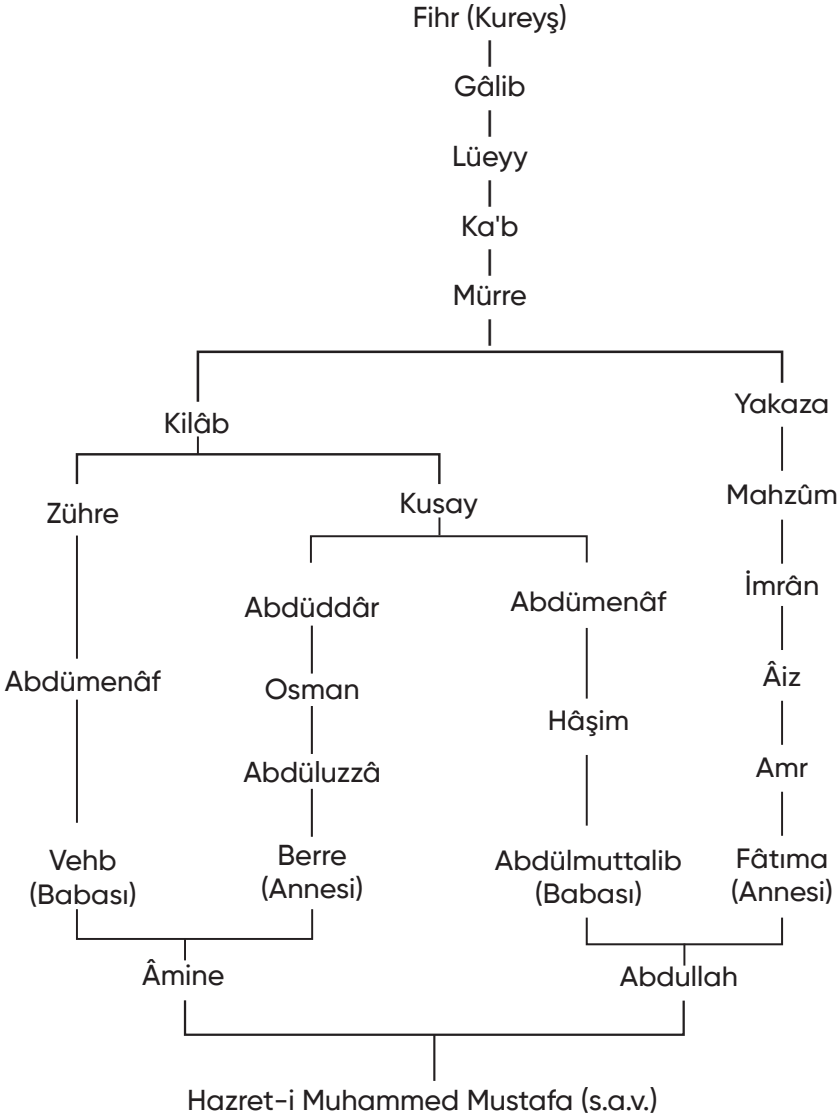 Fihr (Kureyş)
Gâlib
Lüeyy
Ka'b
Mürre
Kilâb
Yakaza
Zühre
Kusay
Mahzûm
Abdüddâr
Abdümenâf
İmrân
Abdümenâf
Osman
Hâşim
Âiz
Abdüluzzâ
Amr
Vehb
(Babası)
Berre
(Annesi)
Abdülmuttalib
(Babası)
Fâtıma
(Annesi)
Âmine
Abdullah
Hazret-i Muhammed Mustafa (s.a.v.)